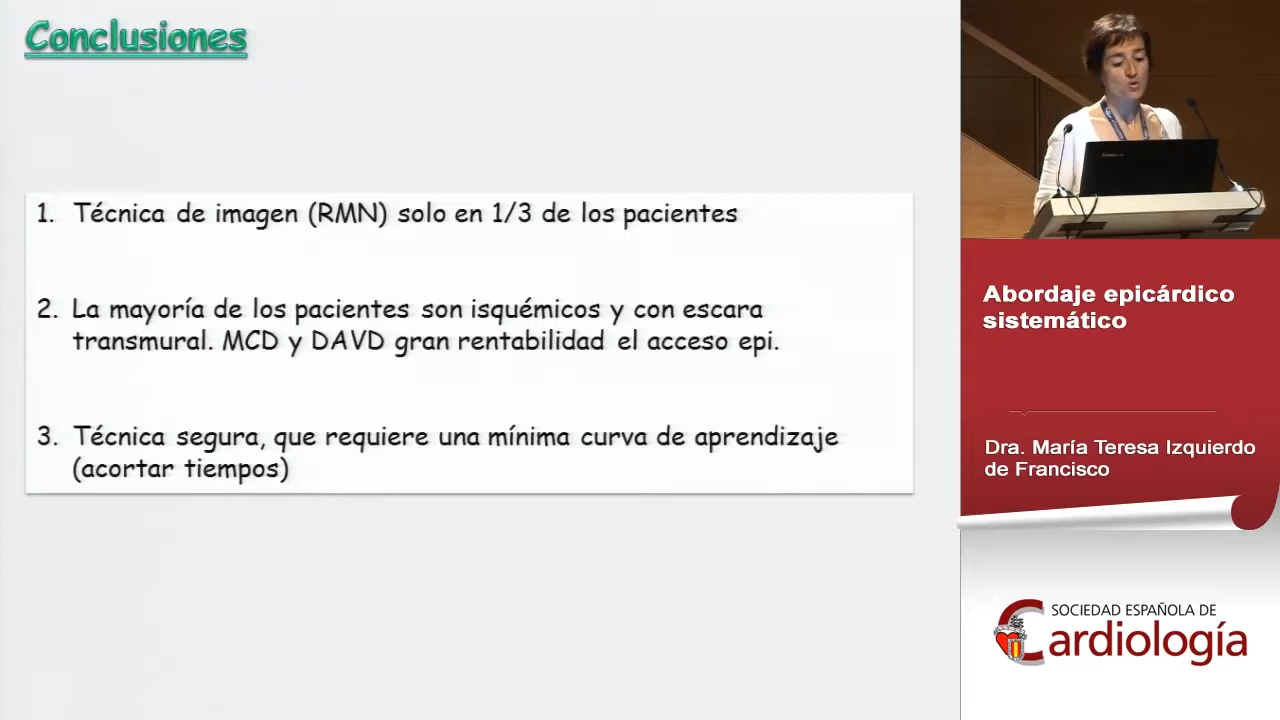 Conclusiones
1. Técnica de imagen (RMN) solo en 1/3 de los pacientes
2. La mayoría de los pacientes son isquémicos y con escara
transmural. MCD y DAVD gran rentabilidad el acceso epi.
3. Técnica segura, que requiere una mínima curva de aprendizaje
(acortar tiempos)
Abordaje epicárdico
sistemático
Dra. María Teresa Izquierdo
de Francisco
SOCIEDAD ESPAÑOLA DE
Cardiología